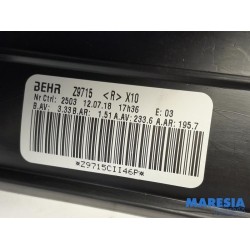 BEHR Z9715 <R> X10
Nr Ctrl: 2503 12.07.18 17h36 E: 03
B.AV: 3.33 B.AR: 1.51 A.AV: 233.6 A.AR: 195.7
*Z9715CII46P*
MARESIA